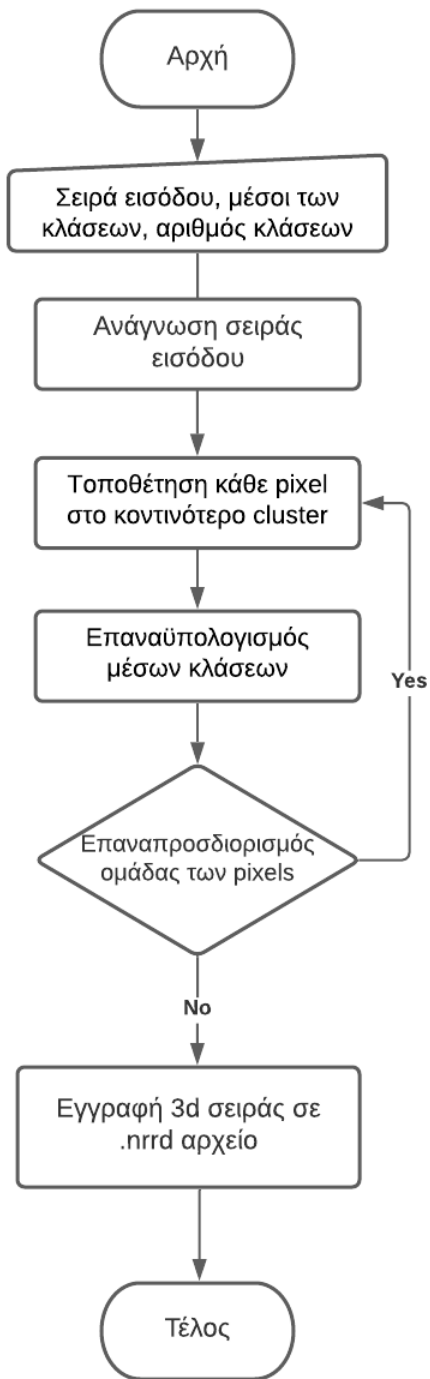 Αρχή
Σειρά εισόδου, μέσοι των
κλάσεων, αριθμός κλάσεων
Ανάγνωση σειράς
εισόδου
Τοποθέτηση κάθε pixel
στο κοντινότερο cluster
Επαναϋπολογισμός
μέσων κλάσεων
Yes
Επαναπροσδιορισμός
ομάδας των pixels
No
Εγγραφή 3d σειράς σε
.nrrd αρχείο
Τέλος